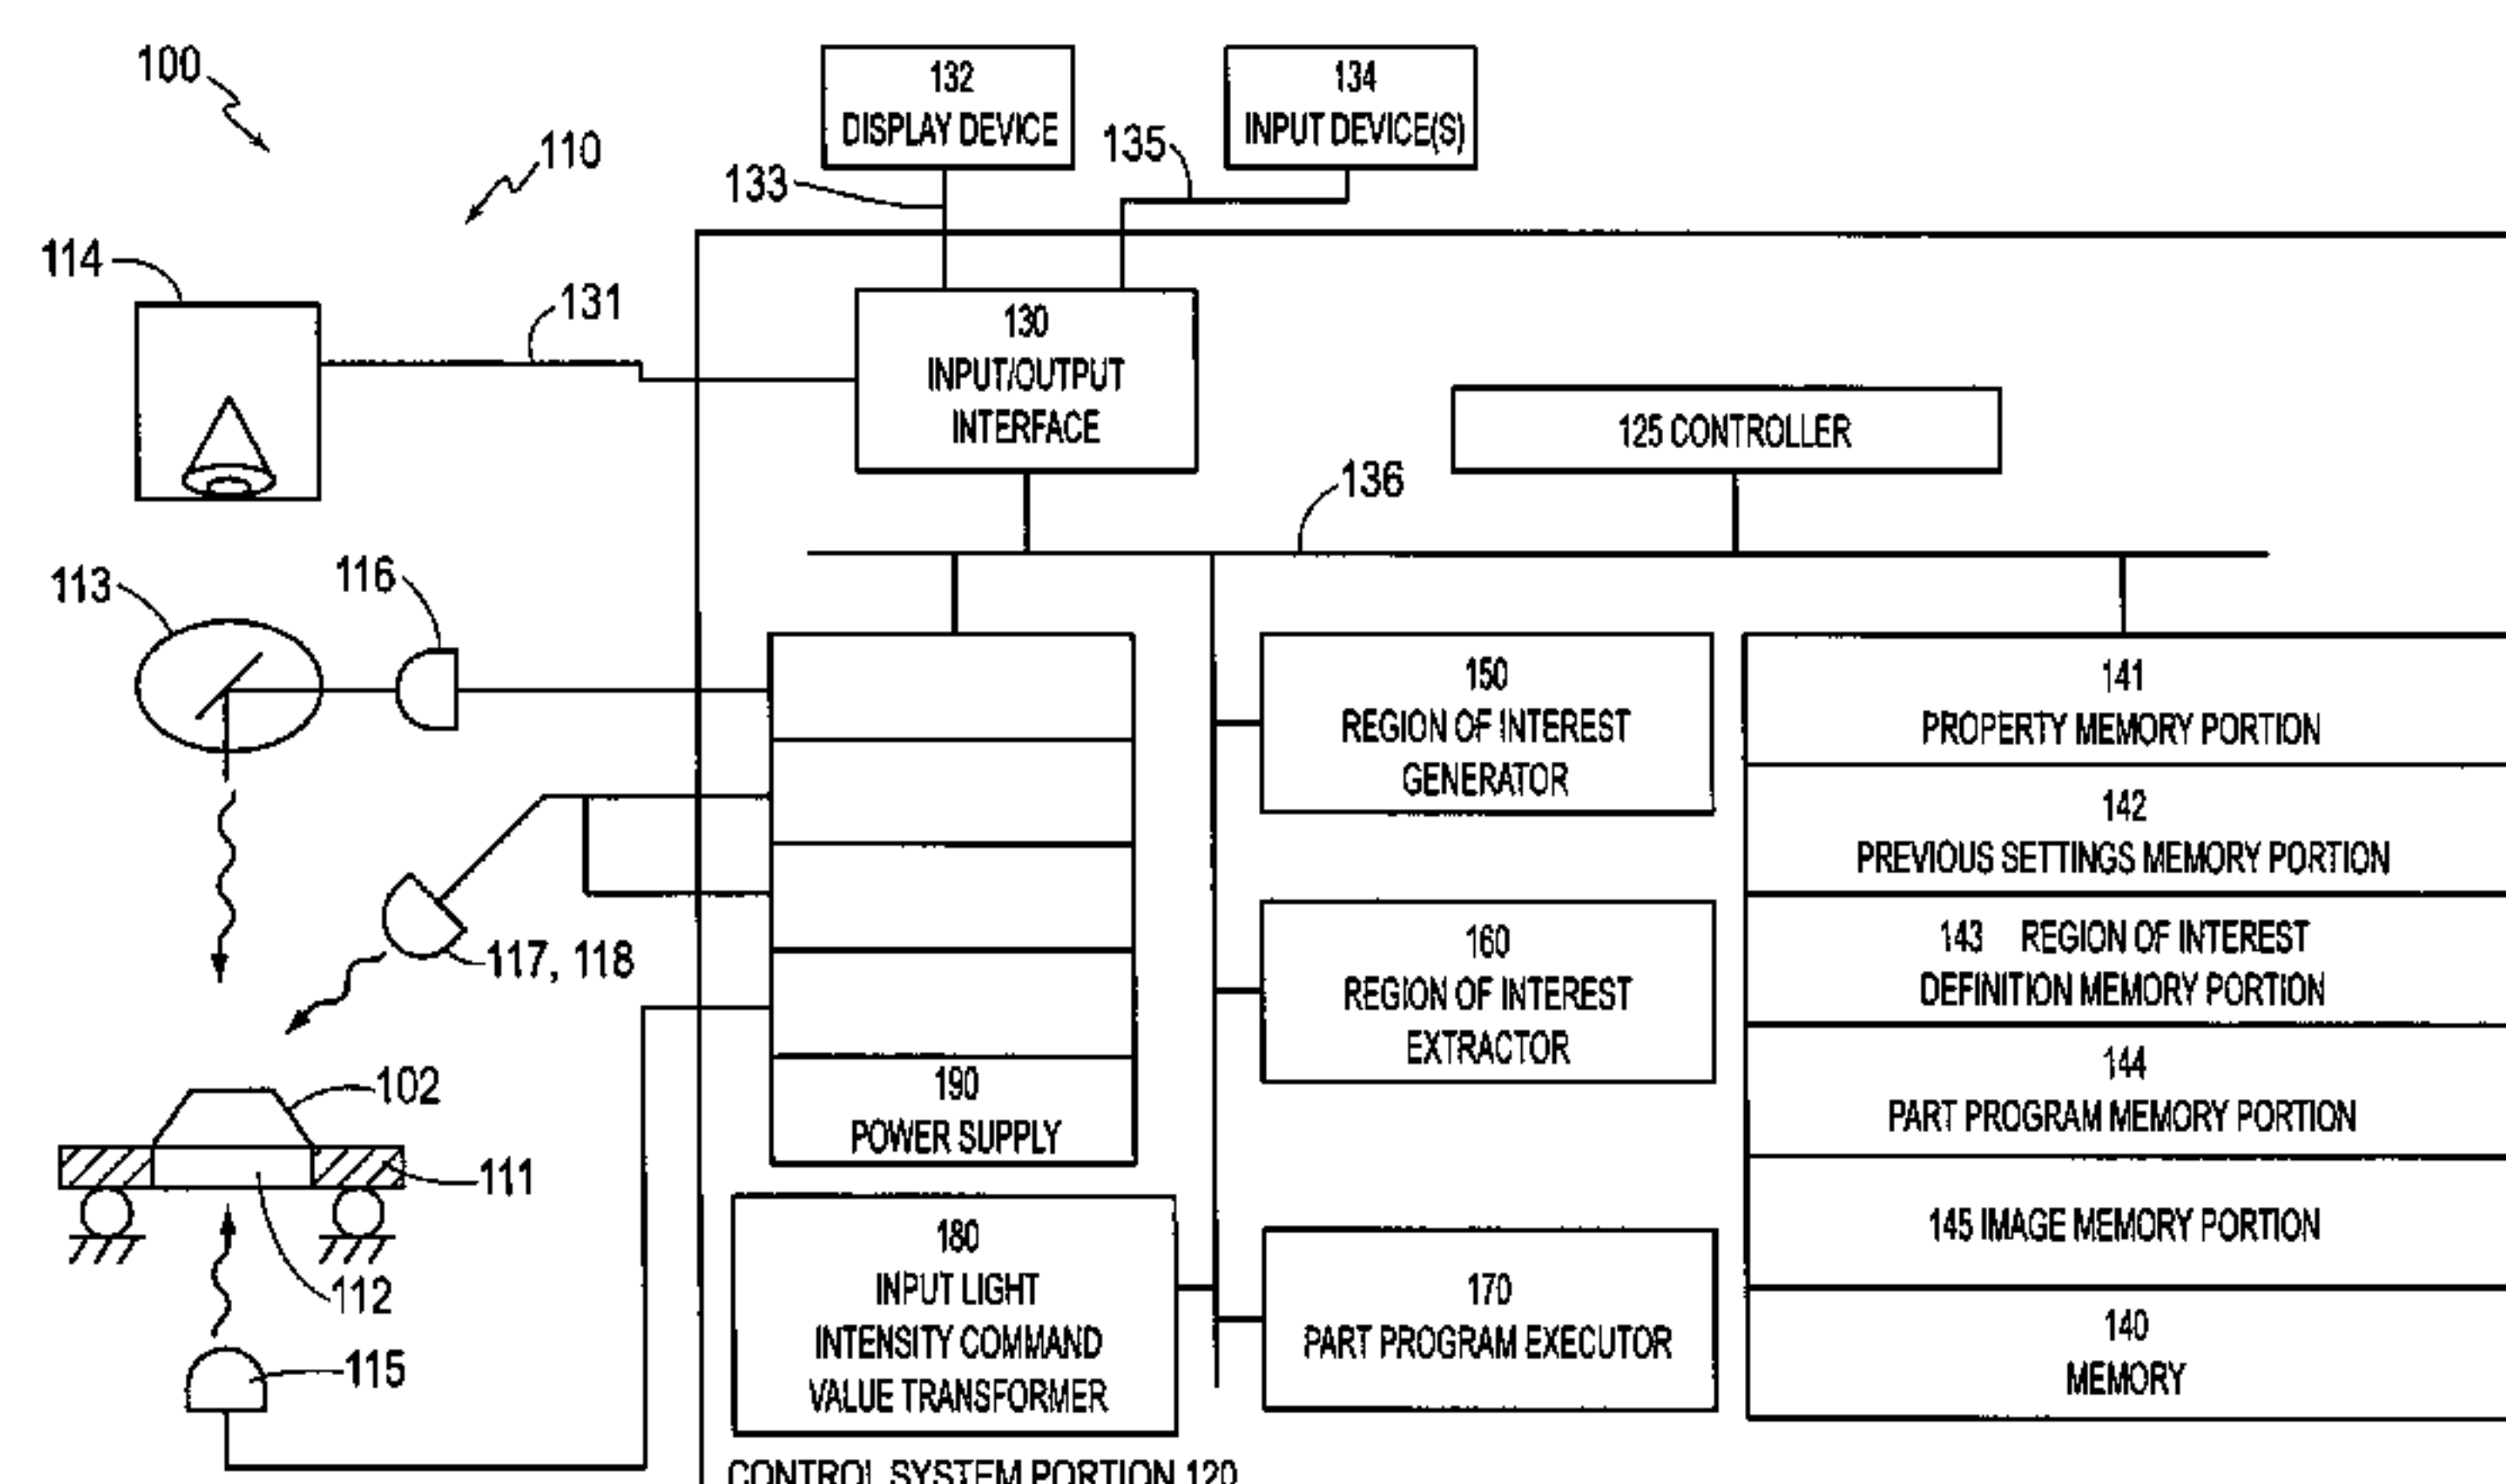 100
110
132
DISPLAY DEVICE
134
INPUT DEVICE(S)
133
135
114
131
130
INPUT/OUTPUT
INTERFACE
125 CONTROLLER
136
113
116
150
REGION OF INTEREST
GENERATOR
141
PROPERTY MEMORY PORTION
142
PREVIOUS SETTINGS MEMORY PORTION
117, 118
160
REGION OF INTEREST
EXTRACTOR
143 REGION OF INTEREST
DEFINITION MEMORY PORTION
102
190
POWER SUPPLY
144
PART PROGRAM MEMORY PORTION
111
112
115
180
INPUT LIGHT
INTENSITY COMMAND
VALUE TRANSFORMER
170
PART PROGRAM EXECUTOR
145 IMAGE MEMORY PORTION
140
MEMORY
CONTROL SYSTEM PORTION 120